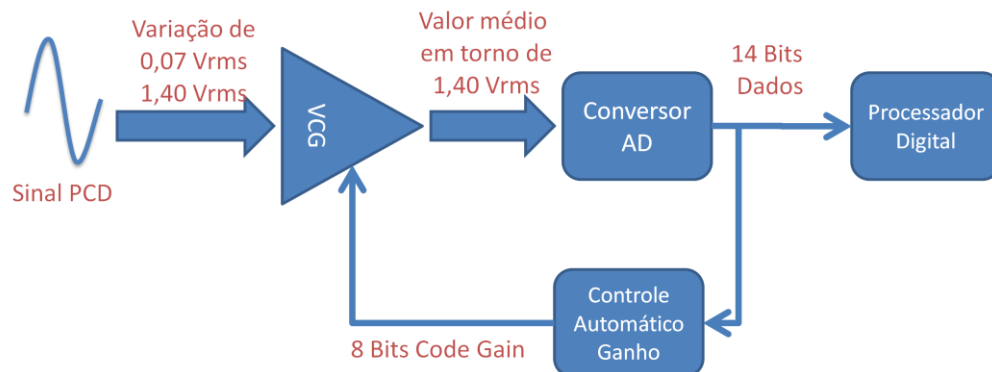 Variação de
0,07 Vrms
1,40 Vrms
Sinal PCD
VCG
Valor médio
em torno de
1,40 Vrms
Conversor
AD
14 Bits
Dados
Processador
Digital
Controle
Automático
Ganho
8 Bits Code Gain